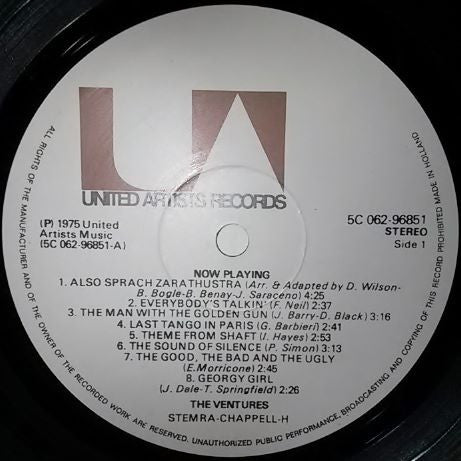 UA
UNITED ARTISTS RECORDS
(P) 1975 United
Artists Music
(5C 062-96851-A)
5C 062-96851
STEREO
Side 1
NOW PLAYING
1. ALSO SPRACH ZARATHUSTRA (Arr. & Adapted by D. Wilson-
B. Bogle-B. Benay-J. Saraceno) 4:25
2. EVERYBODY'S TALKIN' (F. Neil) 2:21
3. THE MAN WITH THE GOLDEN GUN (J. Barry-D. Black) 3:16
4. LAST TANGO IN PARIS (G. Barbieri) 2:41
5. THEME FROM SHAFT (I. Hayes) 2:53
6. THE SOUND OF SILENCE (P. Simon) 3:13
7. THE GOOD, THE BAD AND THE UGLY
(E.Morricone) 2:45
8. GEORGY GIRL
(J. Dale-T. Springfield) 2:26
THE VENTURES
STEMRA-CHAPPELL-H
ALL RIGHTS OF THE MANUFACTURER AND OF THE OWNER OF THE RECORDED WORK ARE RESERVED. UNAUTHORIZED PUBLIC PERFORMANCE, BROADCASTING AND COPYING OF THIS RECORD PROHIBITED MADE IN HOLLAND